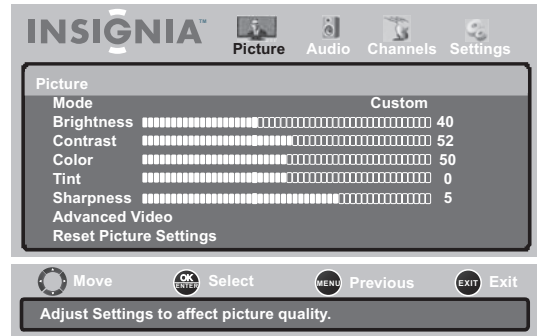 INSIGNIA™
Picture Audio Channels Settings
Picture
Mode Custom
Brightness 40
Contrast 52
Color 50
Tint 0
Sharpness 5
Advanced Video
Reset Picture Settings
Move OK ENTER Select MENU Previous EXIT Exit
Adjust Settings to affect picture quality.